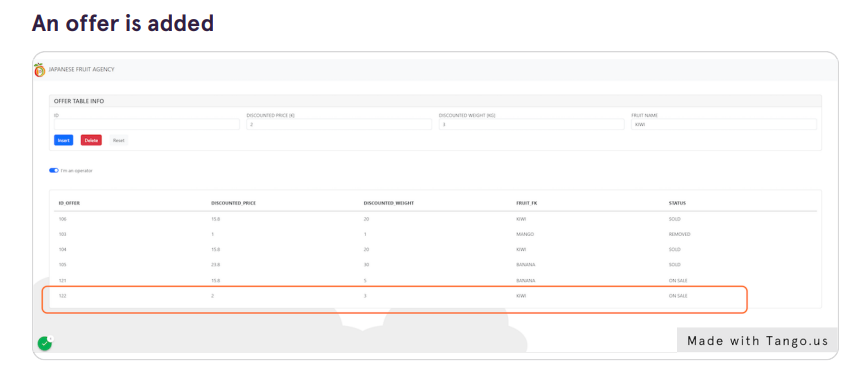 An offer is added
JAPANESE FRUIT AGENCY
OFFER TABLE INFO
ID DISCOUNTED PRICE (€) DISCOUNTED WEIGHT (KG) FRUIT NAME
2 3 KIWI
Insert Delete Reset
I'm an operator
ID_OFFER DISCOUNTED_PRICE DISCOUNTED_WEIGHT FRUIT_FK STATUS
15,8 20 KIWI SOLD
1 1 MANGO REMOVED
104 15,8 20 KIWI SOLD
105 23,8 30 BANANA SOLD
121 15,8 5 BANANA ON SALE
122 2 3 KIWI ON SALE
Made with Tango.us